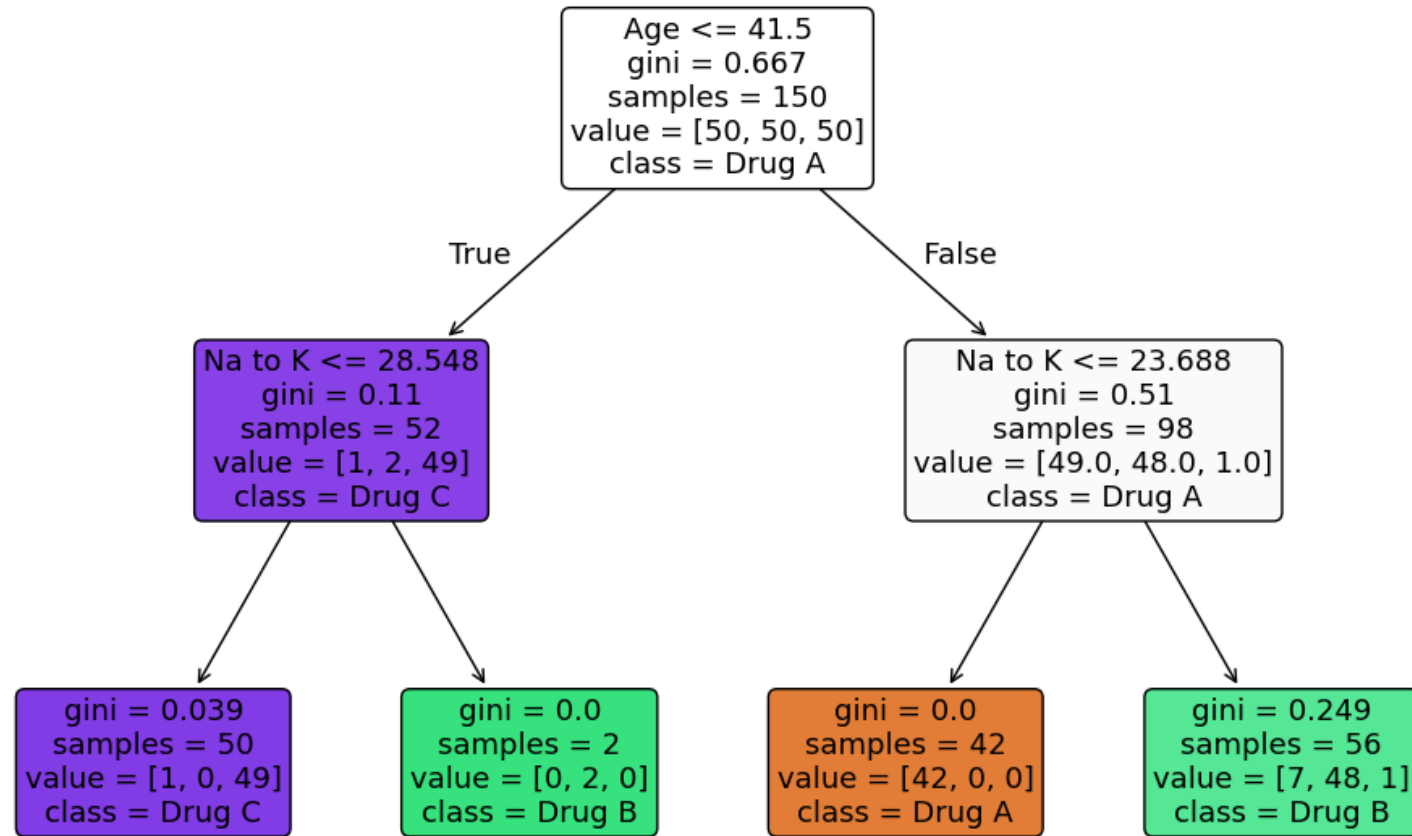 Age <= 41.5
gini = 0.667
samples = 150
value = [50, 50, 50]
class = Drug A
True
False
Na to K <= 28.548
gini = 0.11
samples = 52
value = [1, 2, 49]
class = Drug C
Na to K <= 23.688
gini = 0.51
samples = 98
value = [49.0, 48.0, 1.0]
class = Drug A
gini = 0.039
samples = 50
value = [1, 0, 49]
class = Drug C
gini = 0.0
samples = 2
value = [0, 2, 0]
class = Drug B
gini = 0.0
samples = 42
value = [42, 0, 0]
class = Drug A
gini = 0.249
samples = 56
value = [7, 48, 1]
class = Drug B